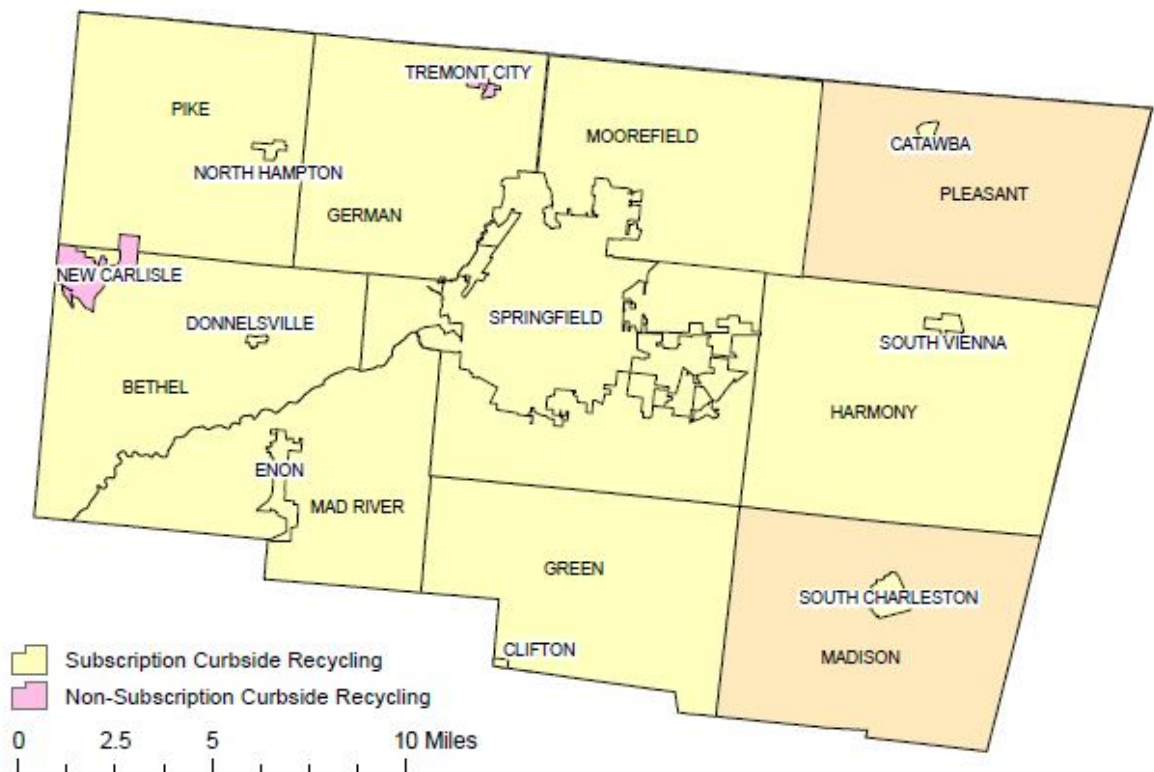 TREMONT CITY
PIKE
MOOREFIELD
CATAWBA
NORTH HAMPTON
PLEASANT
GERMAN
NEW CARLISLE
DONNELSVILLE
SPRINGFIELD
SOUTH VIENNA
BETHEL
HARMONY
ENON
MAD RIVER
GREEN
SOUTH CHARLESTON
CLIFTON
MADISON
Subscription Curbside Recycling
Non-Subscription Curbside Recycling
0 2.5 5 10 Miles